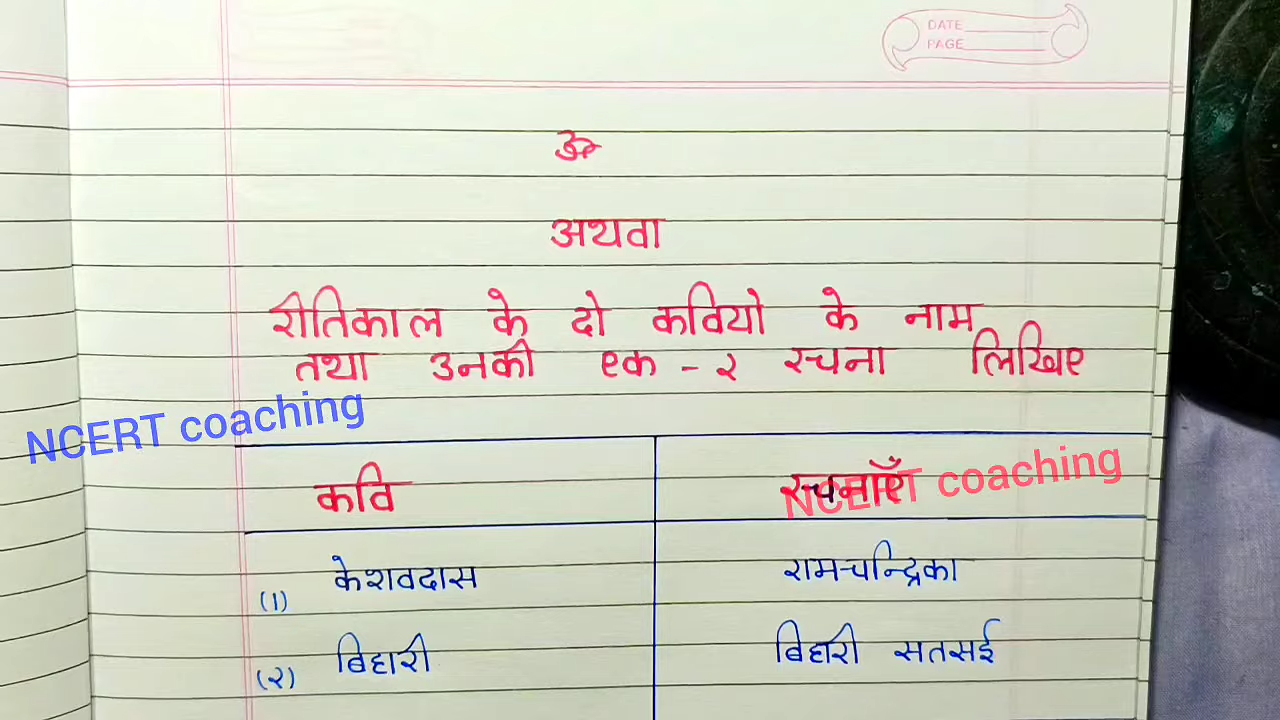 DATE
PAGE
ॐ
अथवा
रीतिकाल के दो कवियो के नाम
तथा उनकी एक - २ रचना लिखिए
NCERT coaching
कवि रचनाएँ
NCERT coaching
(1) केशवदास रामचन्द्रिका
(२) बिहारी बिहारी सतसई